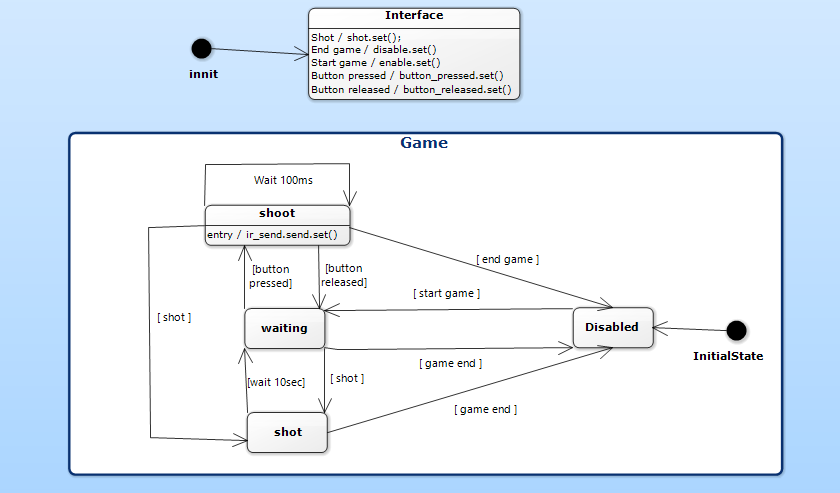 Interface
Shot / shot.set();
End game / disable.set()
Start game / enable.set()
Button pressed / button_pressed.set()
Button released / button_released.set()
innit
Game
Wait 100ms
shoot
entry / ir_send.send.set()
[button
pressed]
[button
released]
[ end game ]
[ start game ]
[ shot ]
waiting
Disabled
InitialState
[ game end ]
[wait 10sec]
[ shot ]
[ game end ]
shot